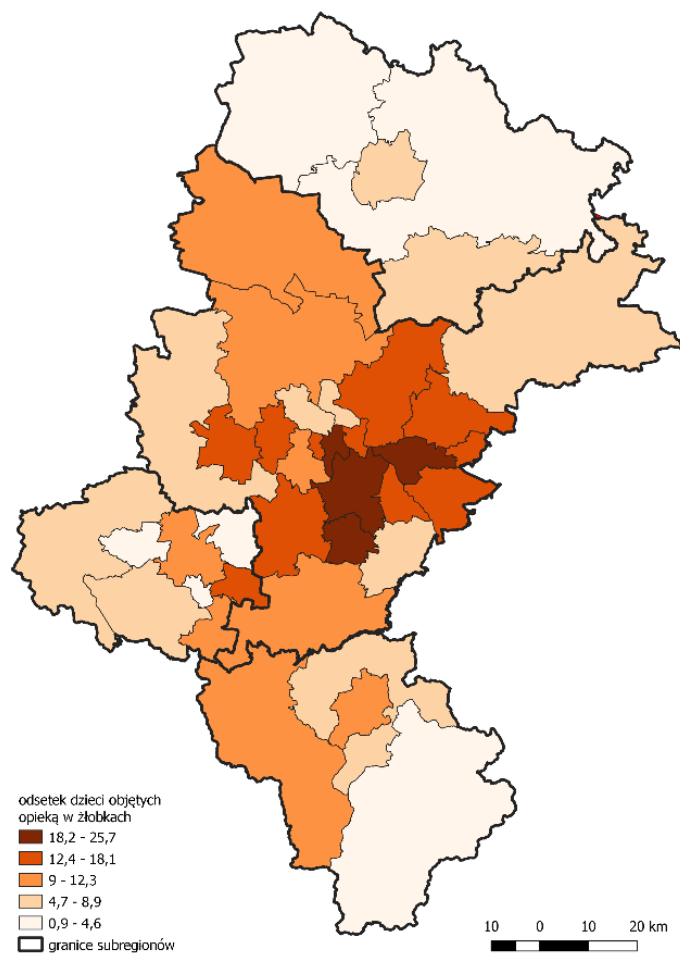 odsetek dzieci objętych
opieką w żłobkach
18,2 - 25,7
12,4 - 18,1
9 - 12,3
4,7 - 8,9
0,9 - 4,6
granice subregionów
10 0 10 20 km